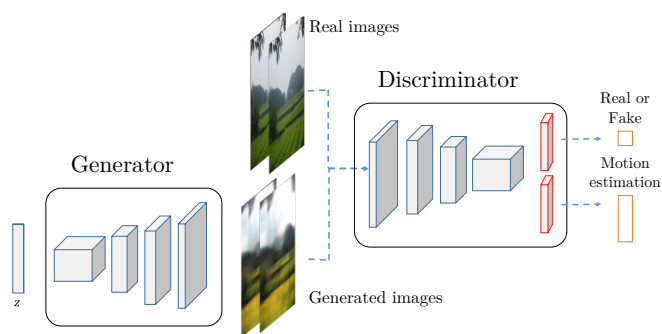 Real images
Discriminator
Real or
Fake
Motion
estimation
Generator
z
Generated images